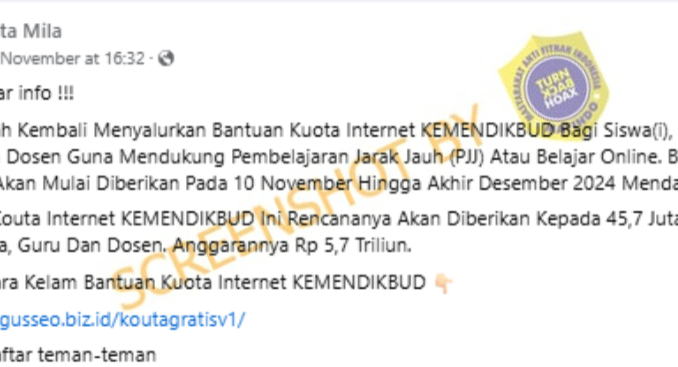 ta Mila
November at 16:32
ar info !!!
h Kembali Menyalurkan Bantuan Kuota Internet KEMENDIKBUD Bagi Siswa(i),
Dosen Guna Mendukung Pembelajaran Jarak Jauh (PJJ) Atau Belajar Online. B
Akan Mulai Diberikan Pada 10 November Hingga Akhir Desember 2024 Menda
Kouta Internet KEMENDIKBUD Ini Rencananya Akan Diberikan Kepada 45,7 Juta
a, Guru Dan Dosen. Anggarannya Rp 5,7 Triliun.
ara Kelam Bantuan Kuota Internet KEMENDIKBUD 👇🏻
gusseo.biz.id/koutagratisv1/
aftar teman-teman
SCREENSHOT BY
MASYARAKAT ANTI FITNAH INDONESIA
TURN
BACK
HOAX